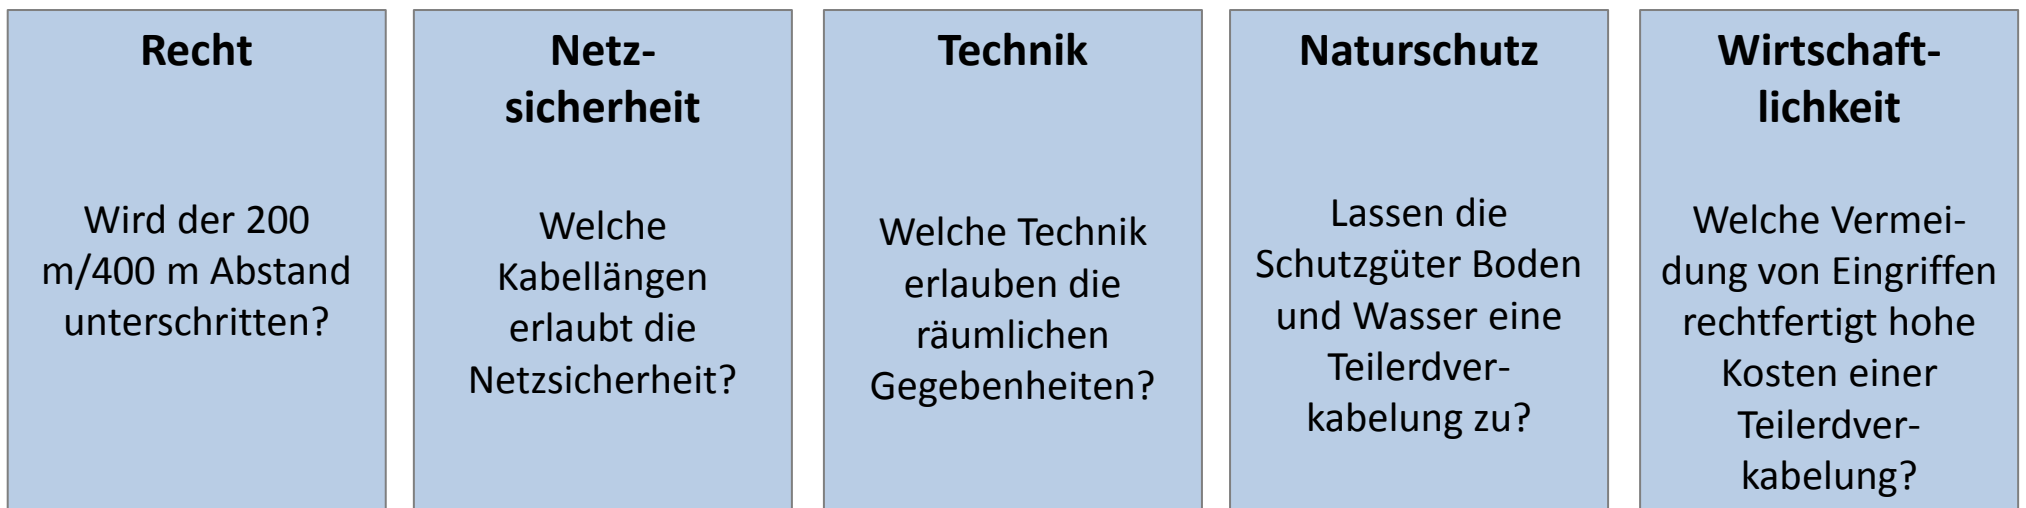 Recht
Wird der 200
m/400 m Abstand
unterschritten?
Netz-
sicherheit
Welche
Kabellängen
erlaubt die
Netzsicherheit?
Technik
Welche Technik
erlauben die
räumlichen
Gegebenheiten?
Naturschutz
Lassen die
Schutzgüter Boden
und Wasser eine
Teilerdver-
kabelung zu?
Wirtschaft-
lichkeit
Welche Vermei-
dung von Eingriffen
rechtfertigt hohe
Kosten einer
Teilerdver-
kabelung?